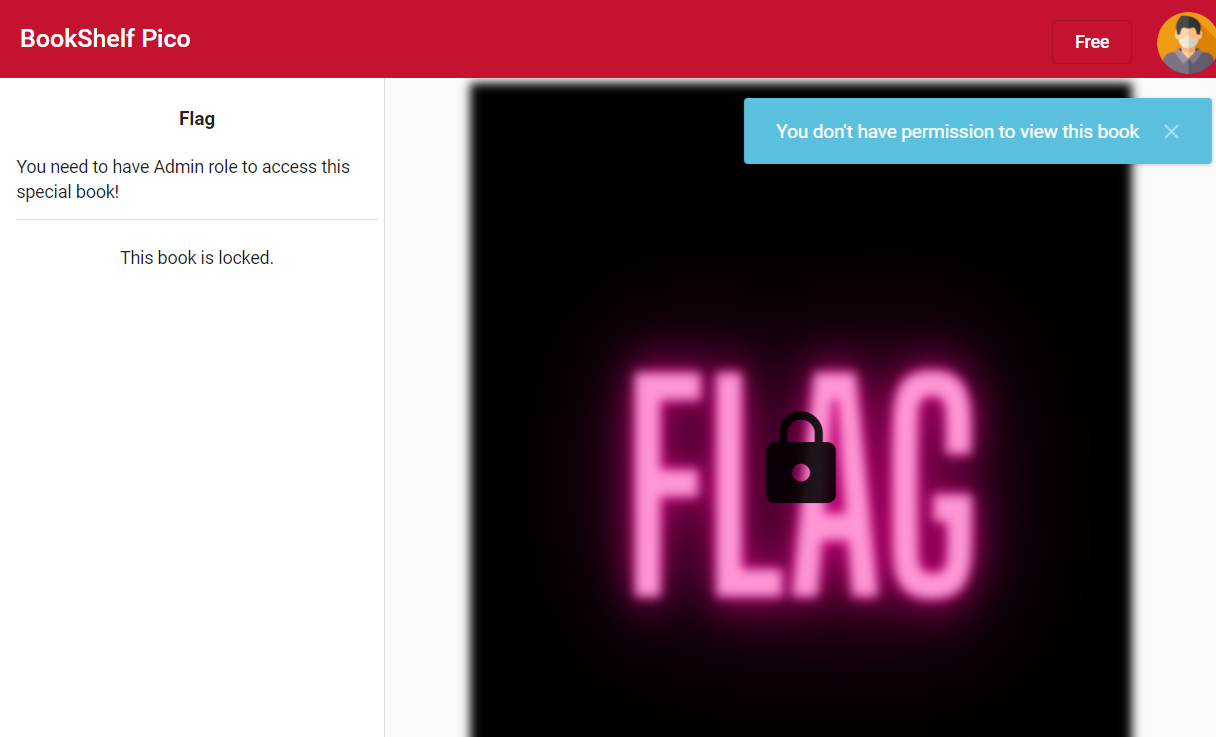 BookShelf Pico
Free
You don't have permission to view this book
Flag
You need to have Admin role to access this
special book!
This book is locked.
FLAG